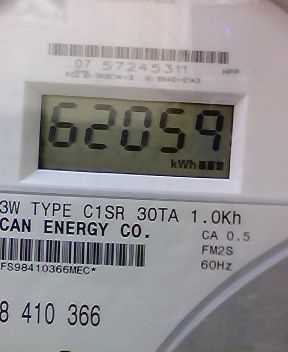 07 57245311 HPP
62059
kWh
3W TYPE C1SR 30TA 1.0Kh
CAN ENERGY CO. CA 0.5
FM2S
FS98410366MEC* 60Hz
8 410 366